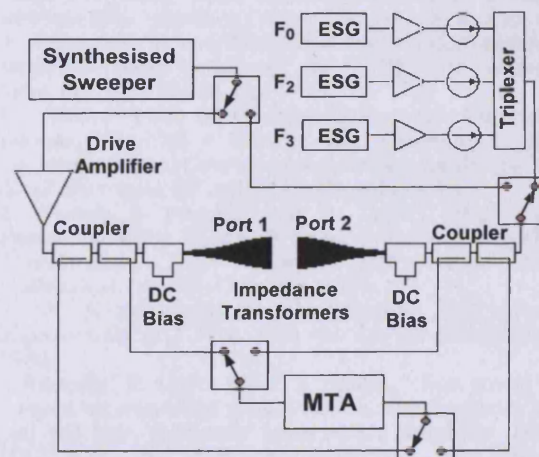 Synthesised
Sweeper
F0 ESG
F2 ESG
F3 ESG
Triplexer
Drive
Amplifier
Coupler
Port 1
Port 2
Coupler
DC
Bias
Impedance
Transformers
DC
Bias
MTA